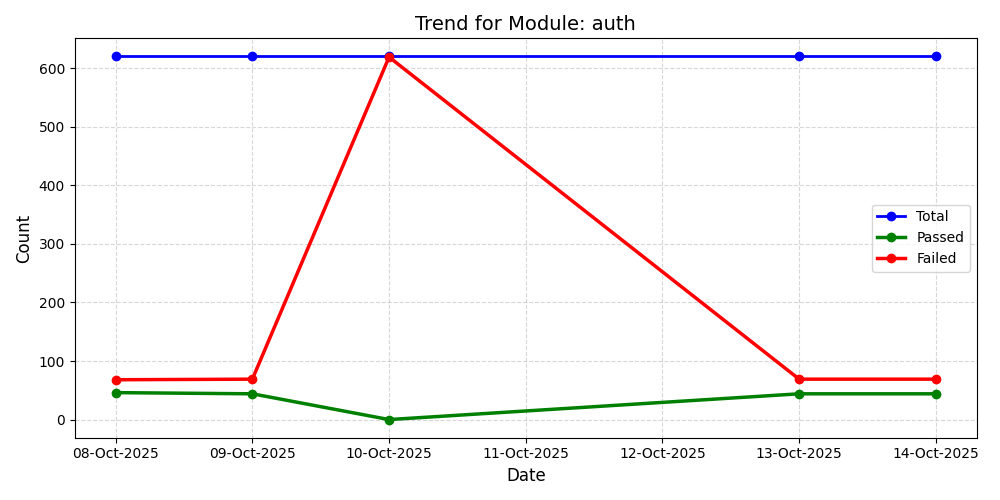 Trend for Module: auth
Count
600
500
400
300
200
100
0
Total
Passed
Failed
08-Oct-2025 09-Oct-2025 10-Oct-2025 11-Oct-2025 12-Oct-2025 13-Oct-2025 14-Oct-2025
Date